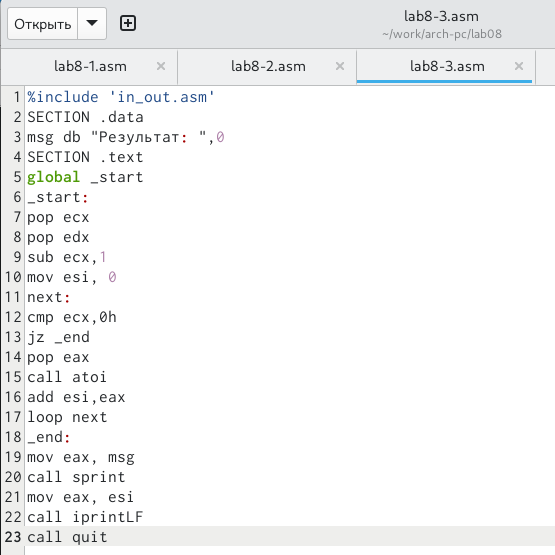 Открыть
lab8-3.asm
~/work/arch-pc/lab08
lab8-1.asm × lab8-2.asm × lab8-3.asm ×
1 %include 'in_out.asm'
2 SECTION .data
3 msg db "Результат: ",0
4 SECTION .text
5 global _start
6 _start:
7 pop ecx
8 pop edx
9 sub ecx,1
10 mov esi, 0
11 next:
12 cmp ecx,0h
13 jz _end
14 pop eax
15 call atoi
16 add esi,eax
17 loop next
18 _end:
19 mov eax, msg
20 call sprint
21 mov eax, esi
22 call iprintLF
23 call quit